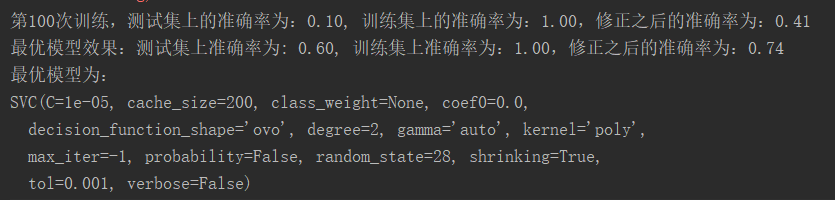 第100次训练，测试集上的准确率为：0.10, 训练集上的准确率为：1.00，修正之后的准确率为：0.41
最优模型效果：测试集上准确率为: 0.60, 训练集上准确率为：1.00，修正之后的准确率为：0.74
最优模型为：
SVC(C=1e-05, cache_size=200, class_weight=None, coef0=0.0,
decision_function_shape='ovo', degree=2, gamma='auto', kernel='poly',
max_iter=-1, probability=False, random_state=28, shrinking=True,
tol=0.001, verbose=False)